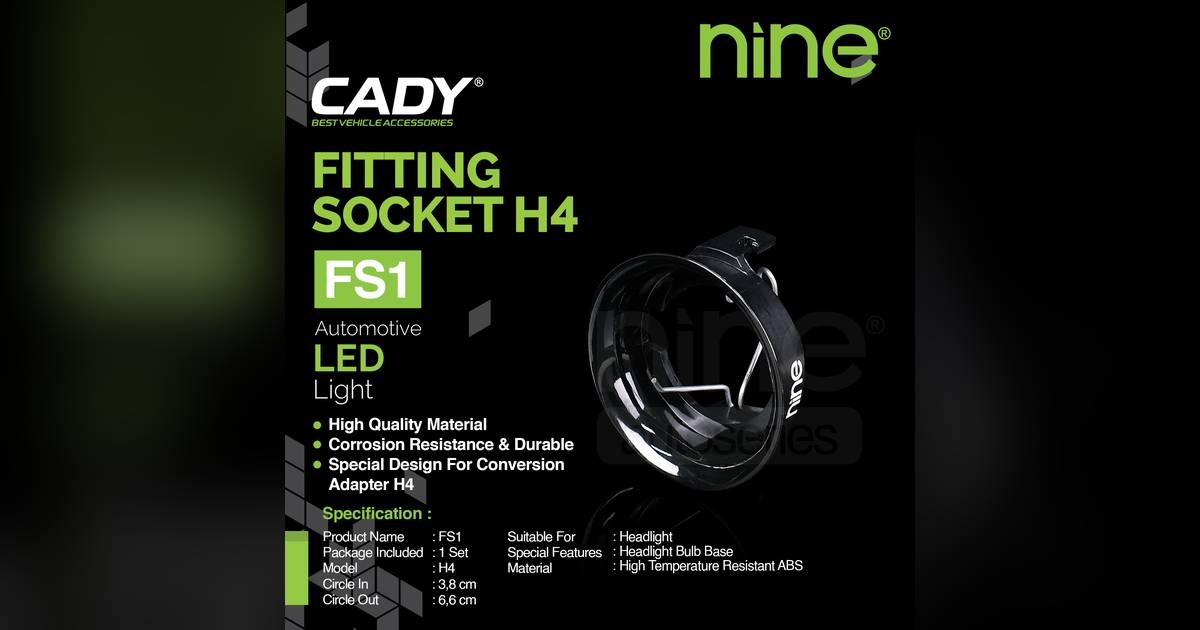 nine®
CADY®
BEST VEHICLE ACCESSORIES
FITTING
SOCKET H4
FS1
Automotive
LED
Light
• High Quality Material
• Corrosion Resistance & Durable
• Special Design For Conversion
Adapter H4
nine
nine®
autoseries
Specification :
Product Name : FS1
Package Included : 1 Set
Model : H4
Circle In : 3,8 cm
Circle Out : 6,6 cm
Suitable For : Headlight
Special Features : Headlight Bulb Base
Material : High Temperature Resistant ABS